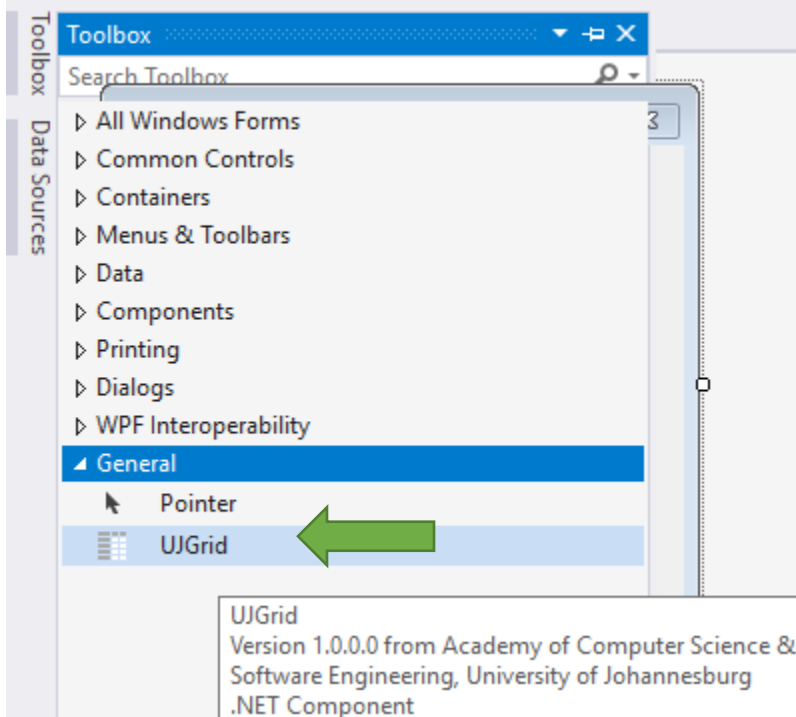 Toolbox
Data Sources
Toolbox
Search Toolbox
All Windows Forms
Common Controls
Containers
Menus & Toolbars
Data
Components
Printing
Dialogs
WPF Interoperability
General
Pointer
UJGrid
UJGrid
Version 1.0.0.0 from Academy of Computer Science &
Software Engineering, University of Johannesburg
.NET Component